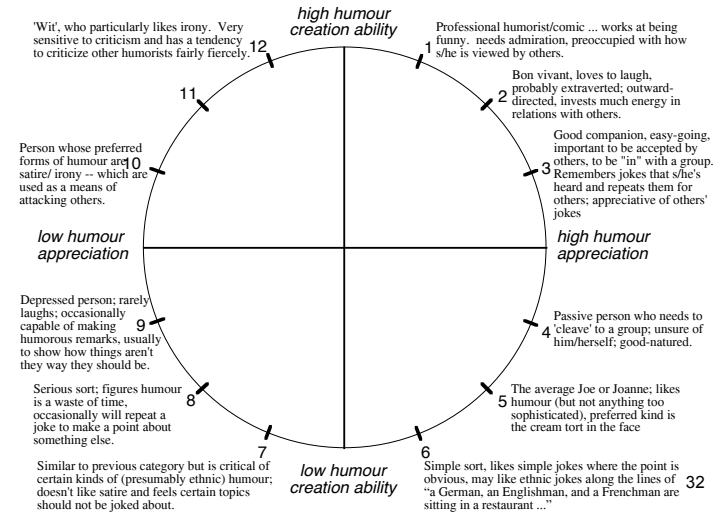 high humour
creation ability
'Wit', who particularly likes irony.  Very
sensitive to criticism and has a tendency
to criticize other humorists fairly fiercely.
12
1
Professional humorist/comic ... works at being
funny.  needs admiration, preoccupied with how
s/he is viewed by others.
11
2
Bon vivant, loves to laugh,
probably extraverted; outward-
directed, invests much energy in
relations with others.
Person whose preferred
forms of humour are
satire/ irony -- which are
used as a means of
attacking others.
10
3
Good companion, easy-going,
important to be accepted by
others, to be "in" with a group.
Remembers jokes that s/he's
heard and repeats them for
others; appreciative of others'
jokes
low humour
appreciation
high humour
appreciation
Depressed person; rarely
laughs; occasionally
capable of making
humorous remarks, usually
to show how things aren't
they way they should be.
9
4
Passive person who needs to
'cleave' to a group; unsure of
him/herself; good-natured.
Serious sort; figures humour
is a waste of time,
occasionally will repeat a
joke to make a point about
something else.
8
5
The average Joe or Joanne; likes
humour (but not anything too
sophisticated), preferred kind is
the cream tort in the face
7
6
Similar to previous category but is critical of
certain kinds of (presumably ethnic) humour;
doesn't like satire and feels certain topics
should not be joked about.
low humour
creation ability
Simple sort, likes simple jokes where the point is
obvious, may like ethnic jokes along the lines of
“a German, an Englishman, and a Frenchman are
sitting in a restaurant ...”
32